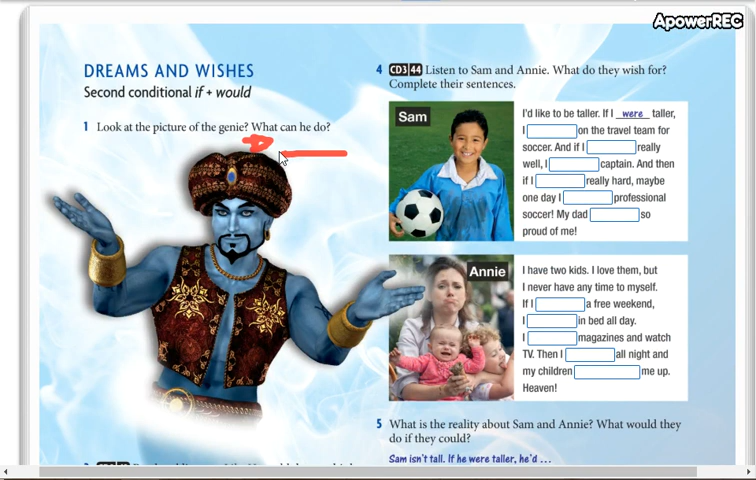 ApowerREC
DREAMS AND WISHES
Second conditional if + would
1 Look at the picture of the genie? What can he do?
4 CD3 44 Listen to Sam and Annie. What do they wish for?
Complete their sentences.
Sam
I'd like to be taller. If I were taller,
I on the travel team for
soccer. And if I really
well, I captain. And then
if I really hard, maybe
one day I professional
soccer! My dad so
proud of me!
Annie
I have two kids. I love them, but
I never have any time to myself.
If I a free weekend,
I in bed all day.
I magazines and watch
TV. Then I all night and
my children me up.
Heaven!
5 What is the reality about Sam and Annie? What would they
do if they could?
Sam isn't tall. If he were taller, he'd ...